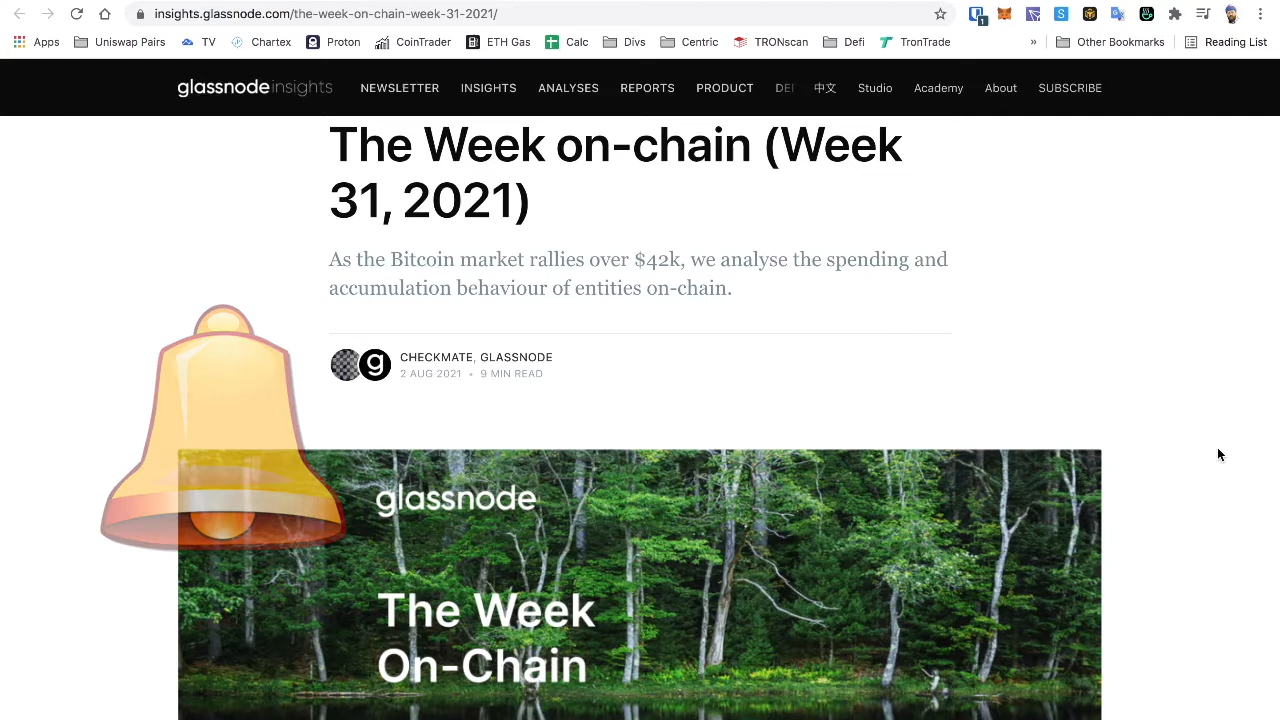 insights.glassnode.com/the-week-on-chain-week-31-2021/
1
Apps Uniswap Pairs TV Chartex Proton CoinTrader ETH Gas Calc Divs Centric TRONscan Defi TronTrade » Other Bookmarks Reading List
glassnodeinsights NEWSLETTER INSIGHTS ANALYSES REPORTS PRODUCT DEI 中文 Studio Academy About SUBSCRIBE
The Week on-chain (Week
31, 2021)
As the Bitcoin market rallies over $42k, we analyse the spending and
accumulation behaviour of entities on-chain.
g CHECKMATE, GLASSNODE
2 AUG 2021 • 9 MIN READ
glassnode
The Week
On-Chain